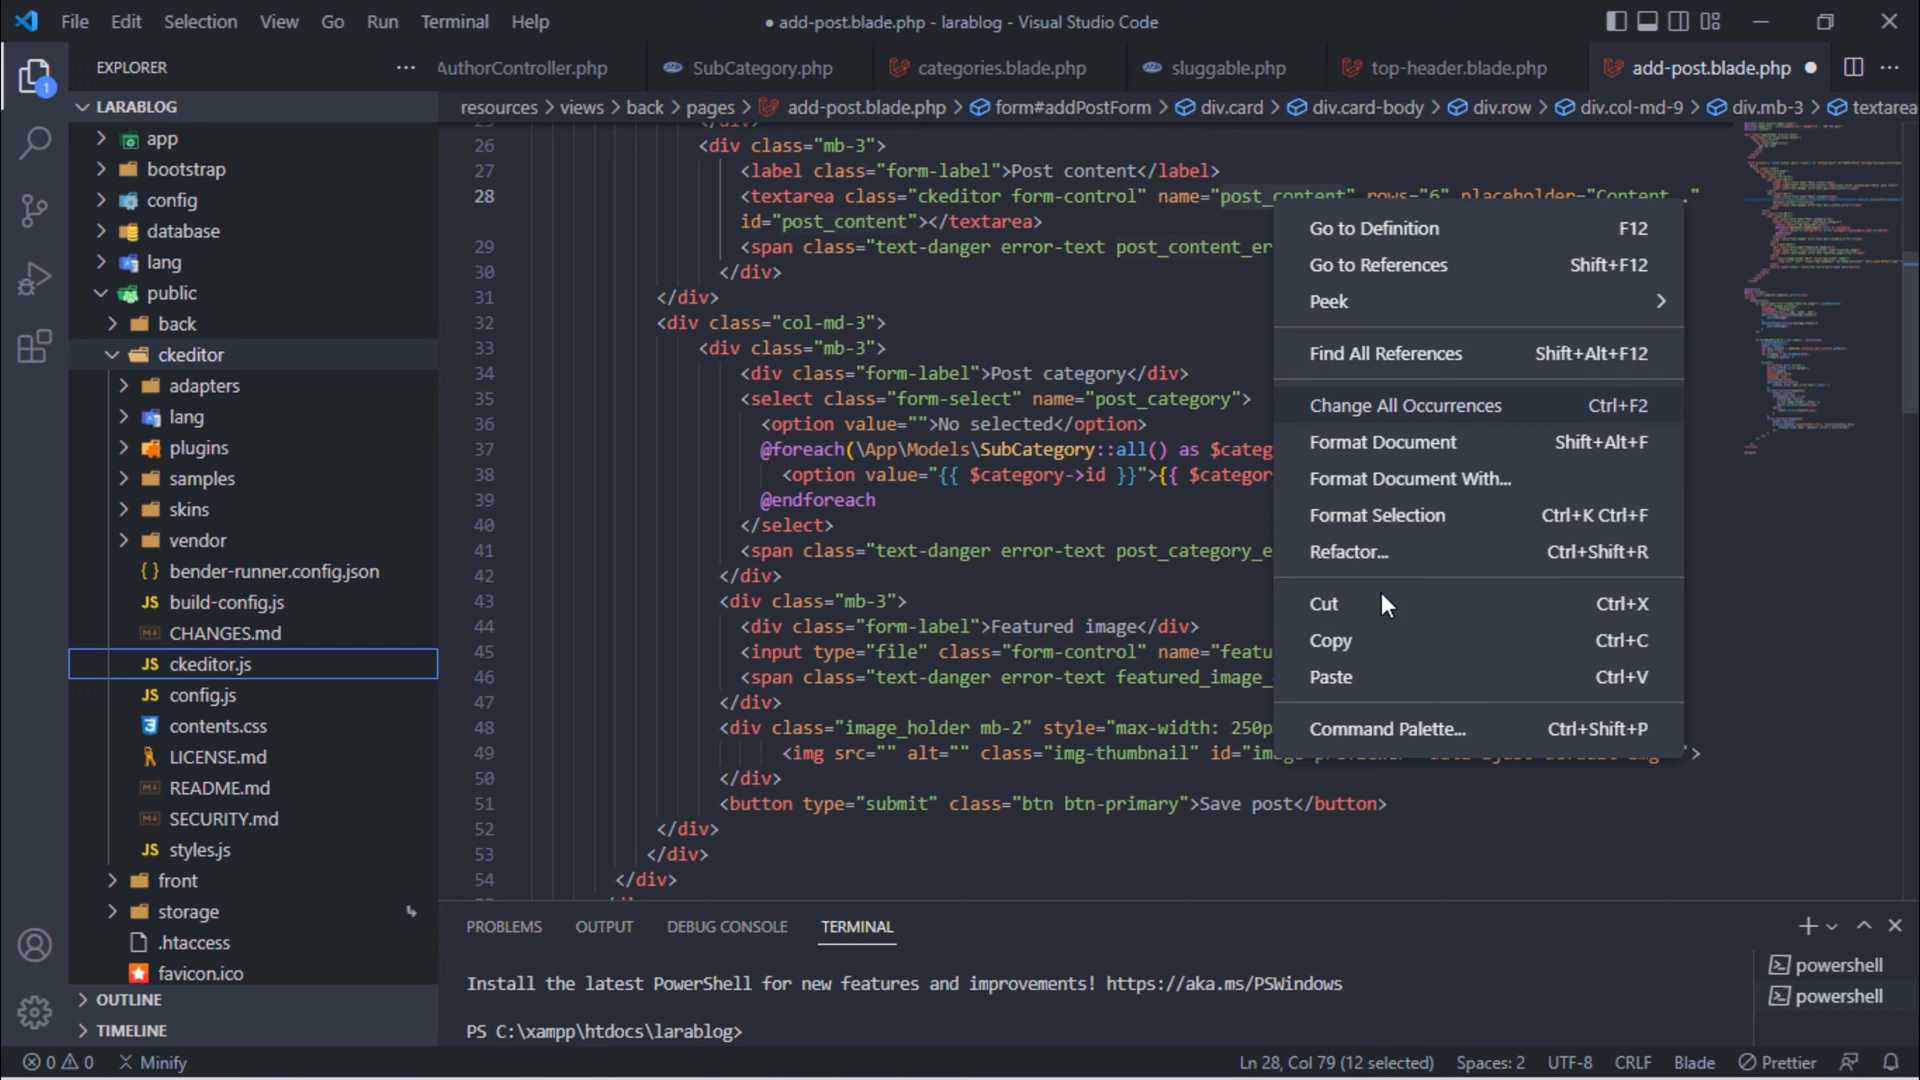 File Edit Selection View Go Run Terminal Help
● add-post.blade.php - larablog - Visual Studio Code
EXPLORER ···
AuthorController.php SubCategory.php categories.blade.php sluggable.php top-header.blade.php add-post.blade.php
LARABLOG
resources > views > back > pages > add-post.blade.php > form#addPostForm > div.card > div.card-body > div.row > div.col-md-9 > div.mb-3 > textarea
app
bootstrap
config
database
lang
public
back
ckeditor
adapters
lang
plugins
samples
skins
vendor
bender-runner.config.json
build-config.js
CHANGES.md
ckeditor.js
config.js
contents.css
LICENSE.md
README.md
SECURITY.md
styles.js
front
storage
.htaccess
favicon.ico
OUTLINE
TIMELINE
26 <div class="mb-3">
27 <label class="form-label">Post content</label>
28 <textarea class="ckeditor form-control" name="post_content" rows="6" placeholder="Content..."
id="post_content"></textarea>
29 <span class="text-danger error-text post_content_er
30 </div>
31 </div>
32 <div class="col-md-3">
33 <div class="mb-3">
34 <div class="form-label">Post category</div>
35 <select class="form-select" name="post_category">
36 <option value="">No selected</option>
37 @foreach(\App\Models\SubCategory::all() as $categ
38 <option value="{{ $category->id }}">{{ $categor
39 @endforeach
40 </select>
41 <span class="text-danger error-text post_category_e
42 </div>
43 <div class="mb-3">
44 <div class="form-label">Featured image</div>
45 <input type="file" class="form-control" name="featu
46 <span class="text-danger error-text featured_image_
47 </div>
48 <div class="image_holder mb-2" style="max-width: 250p
49 <img src="" alt="" class="img-thumbnail" id="
50 </div>
51 <button type="submit" class="btn btn-primary">Save post</button>
52 </div>
53 </div>
54 </div>
Go to Definition F12
Go to References Shift+F12
Peek
Find All References Shift+Alt+F12
Change All Occurrences Ctrl+F2
Format Document Shift+Alt+F
Format Document With...
Format Selection Ctrl+K Ctrl+F
Refactor... Ctrl+Shift+R
Cut Ctrl+X
Copy Ctrl+C
Paste Ctrl+V
Command Palette... Ctrl+Shift+P
PROBLEMS OUTPUT DEBUG CONSOLE TERMINAL
Install the latest PowerShell for new features and improvements! https://aka.ms/PSWindows
PS C:\xampp\htdocs\larablog>
powershell
powershell
0 0 Minify
Ln 28, Col 79 (12 selected) Spaces: 2 UTF-8 CRLF Blade Prettier